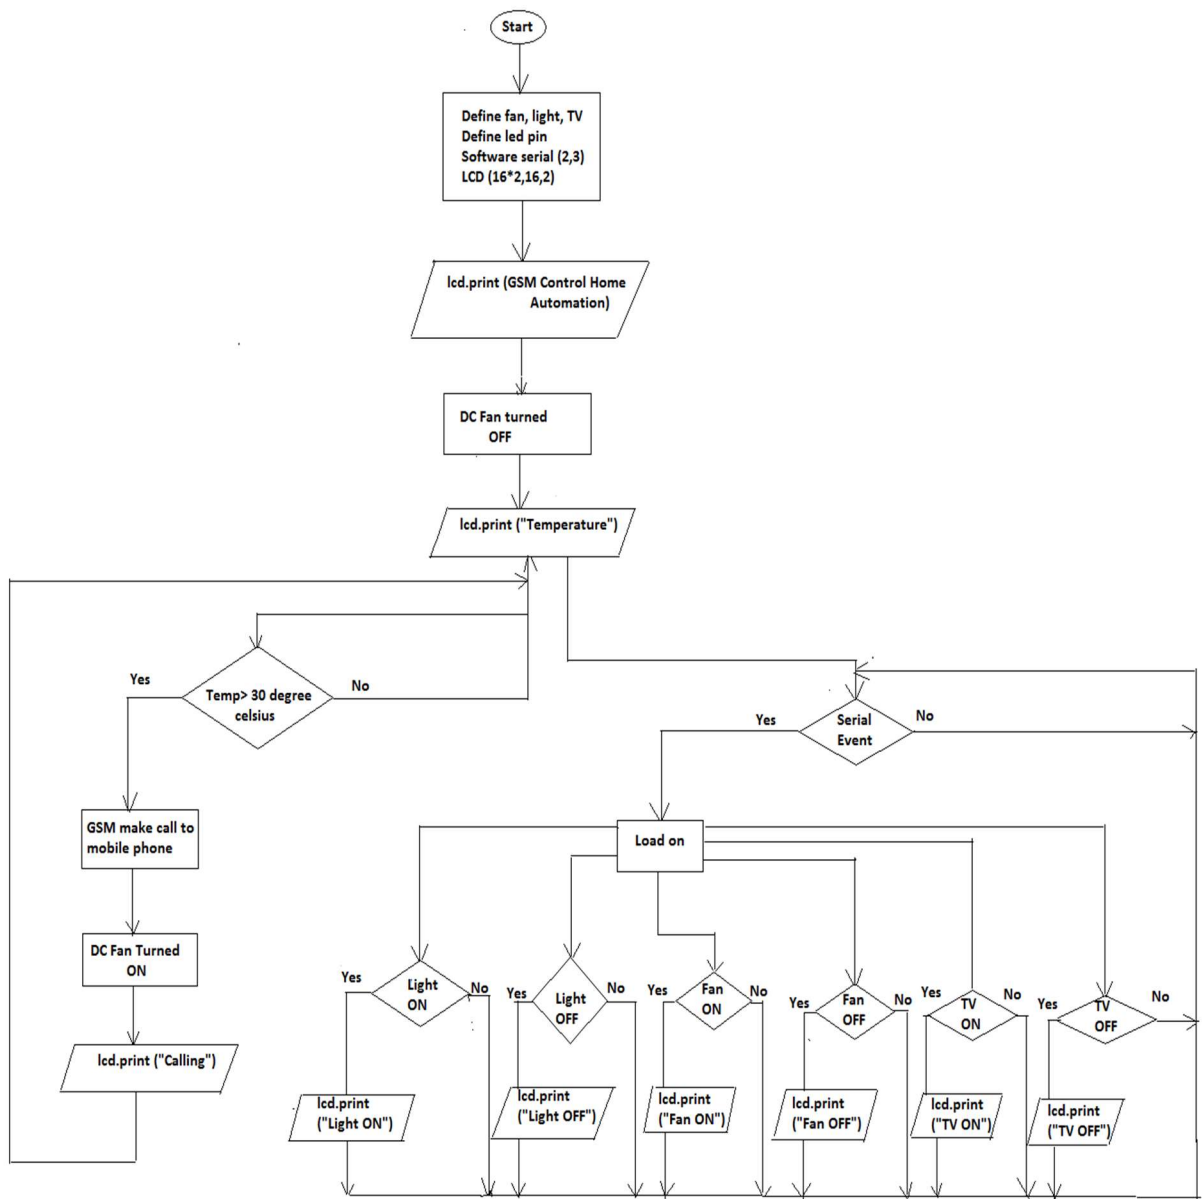 Start
Define fan, light, TV
Define led pin
Software serial (2,3)
LCD (16*2,16,2)
lcd.print (GSM Control Home
Automation)
DC Fan turned
OFF
lcd.print ("Temperature")
Yes
Temp> 30 degree
celsius
No
Yes
Serial
Event
No
GSM make call to
mobile phone
Load on
DC Fan Turned
ON
Yes
Light
ON
No
Yes
Light
OFF
No
Yes
Fan
ON
No
Yes
Fan
OFF
No
Yes
TV
ON
No
Yes
TV
OFF
No
lcd.print ("Calling")
lcd.print
("Light ON")
lcd.print
("Light OFF")
lcd.print
("Fan ON")
lcd.print
("Fan OFF")
lcd.print
("TV ON")
lcd.print
("TV OFF")